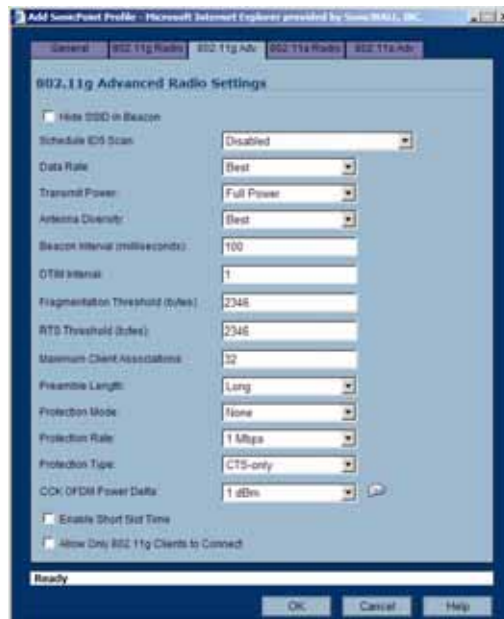 Add SonicPoint Profile - Microsoft Internet Explorer provided by SonicWALL, INC.
General 802.11g Radio 802.11g Adv 802.11a Radio 802.11a Adv
802.11g Advanced Radio Settings
Hide SSID in Beacon
Schedule IDS Scan: Disabled
Data Rate: Best
Transmit Power: Full Power
Antenna Diversity: Best
Beacon Interval (milliseconds): 100
DTIM Interval: 1
Fragmentation Threshold (bytes): 2346
RTS Threshold (bytes): 2346
Maximum Client Associations: 32
Preamble Length: Long
Protection Mode: None
Protection Rate: 1 Mbps
Protection Type: CTS-only
CCK OFDM Power Delta: 1 dBm
Enable Short Slot Time
Allow Only 802.11g Clients to Connect
Ready
OK Cancel Help